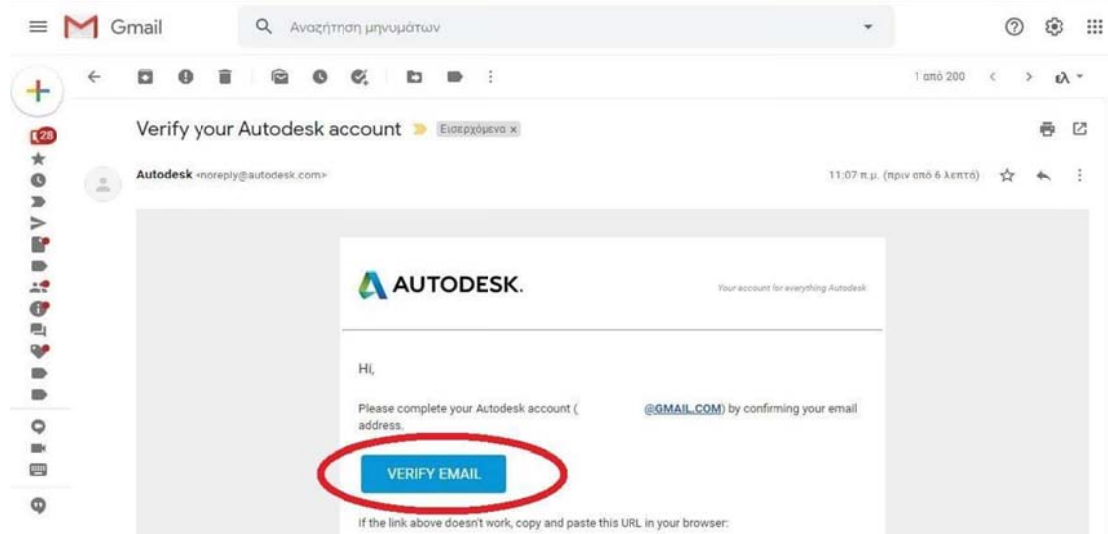 Gmail
Αναζήτηση μηνυμάτων
1 από 200
ελ
28
Verify your Autodesk account
Εισερχόμενα x
Autodesk <noreply@autodesk.com>
11:07 π.μ. (πριν από 6 λεπτά)
AUTODESK.
Your account for everything Autodesk
Hi,
Please complete your Autodesk account ( @GMAIL.COM) by confirming your email
address.
VERIFY EMAIL
If the link above doesn't work, copy and paste this URL in your browser: